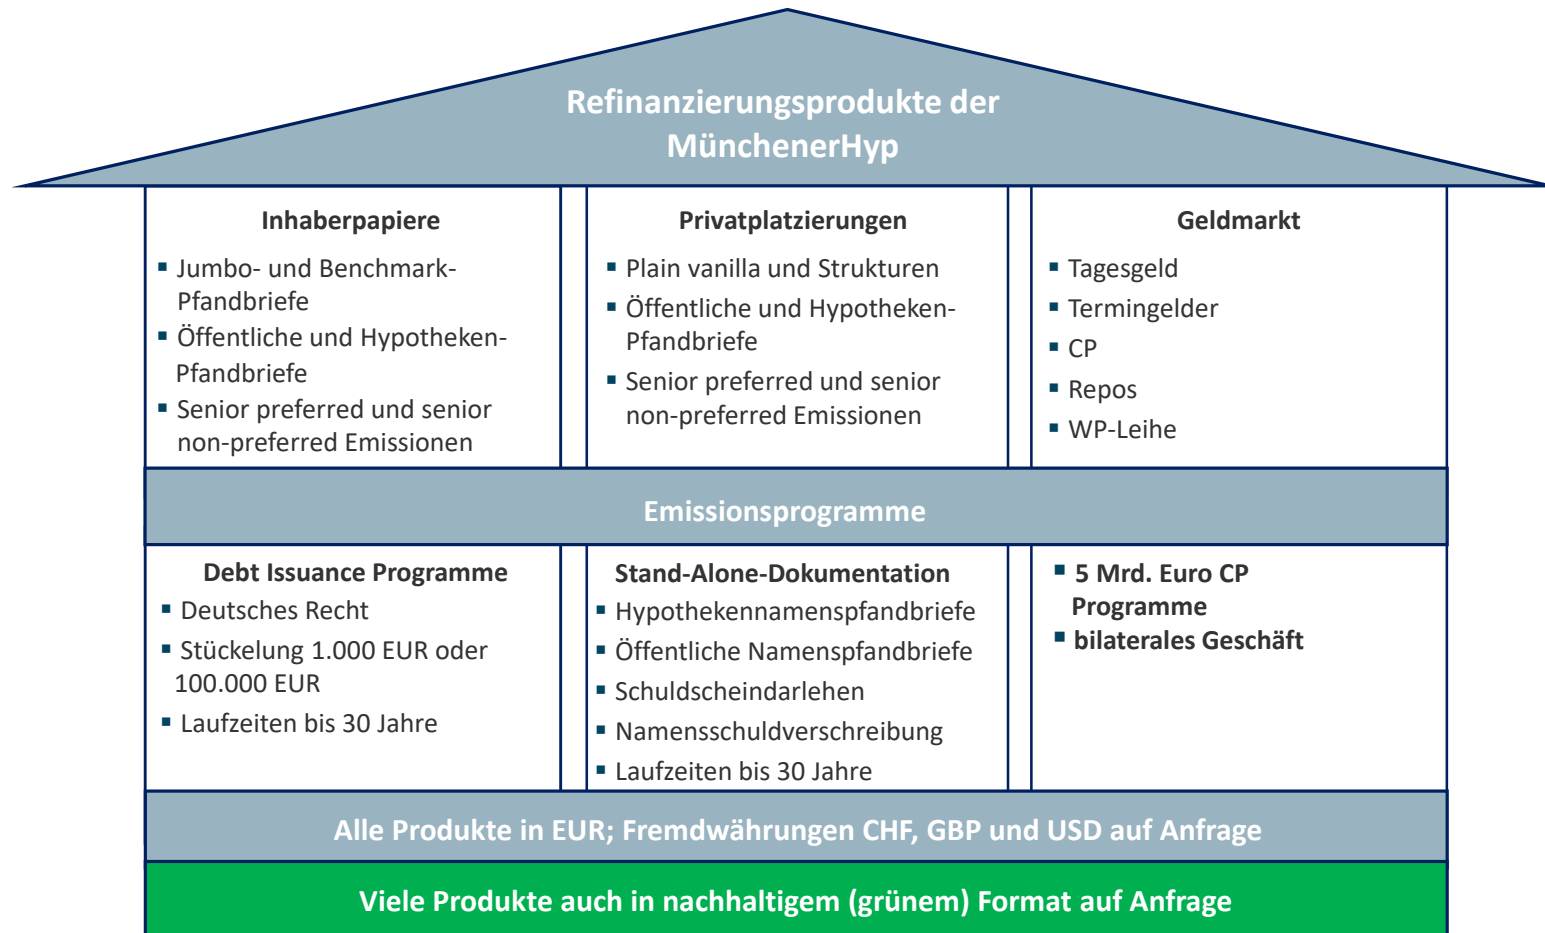 Refinanzierungsprodukte der
MünchenerHyp
Inhaberpapiere
▪ Jumbo- und Benchmark-
Pfandbriefe
▪ Öffentliche und Hypotheken-
Pfandbriefe
▪ Senior preferred und senior
non-preferred Emissionen
Privatplatzierungen
▪ Plain vanilla und Strukturen
▪ Öffentliche und Hypotheken-
Pfandbriefe
▪ Senior preferred und senior
non-preferred Emissionen
Geldmarkt
▪ Tagesgeld
▪ Termingelder
▪ CP
▪ Repos
▪ WP-Leihe
Emissionsprogramme
Debt Issuance Programme
▪ Deutsches Recht
▪ Stückelung 1.000 EUR oder
100.000 EUR
▪ Laufzeiten bis 30 Jahre
Stand-Alone-Dokumentation
▪ Hypothekennamenspfandbriefe
▪ Öffentliche Namenspfandbriefe
▪ Schuldscheindarlehen
▪ Namensschuldverschreibung
▪ Laufzeiten bis 30 Jahre
▪ 5 Mrd. Euro CP
Programme
▪ bilaterales Geschäft
Alle Produkte in EUR; Fremdwährungen CHF, GBP und USD auf Anfrage
Viele Produkte auch in nachhaltigem (grünem) Format auf Anfrage